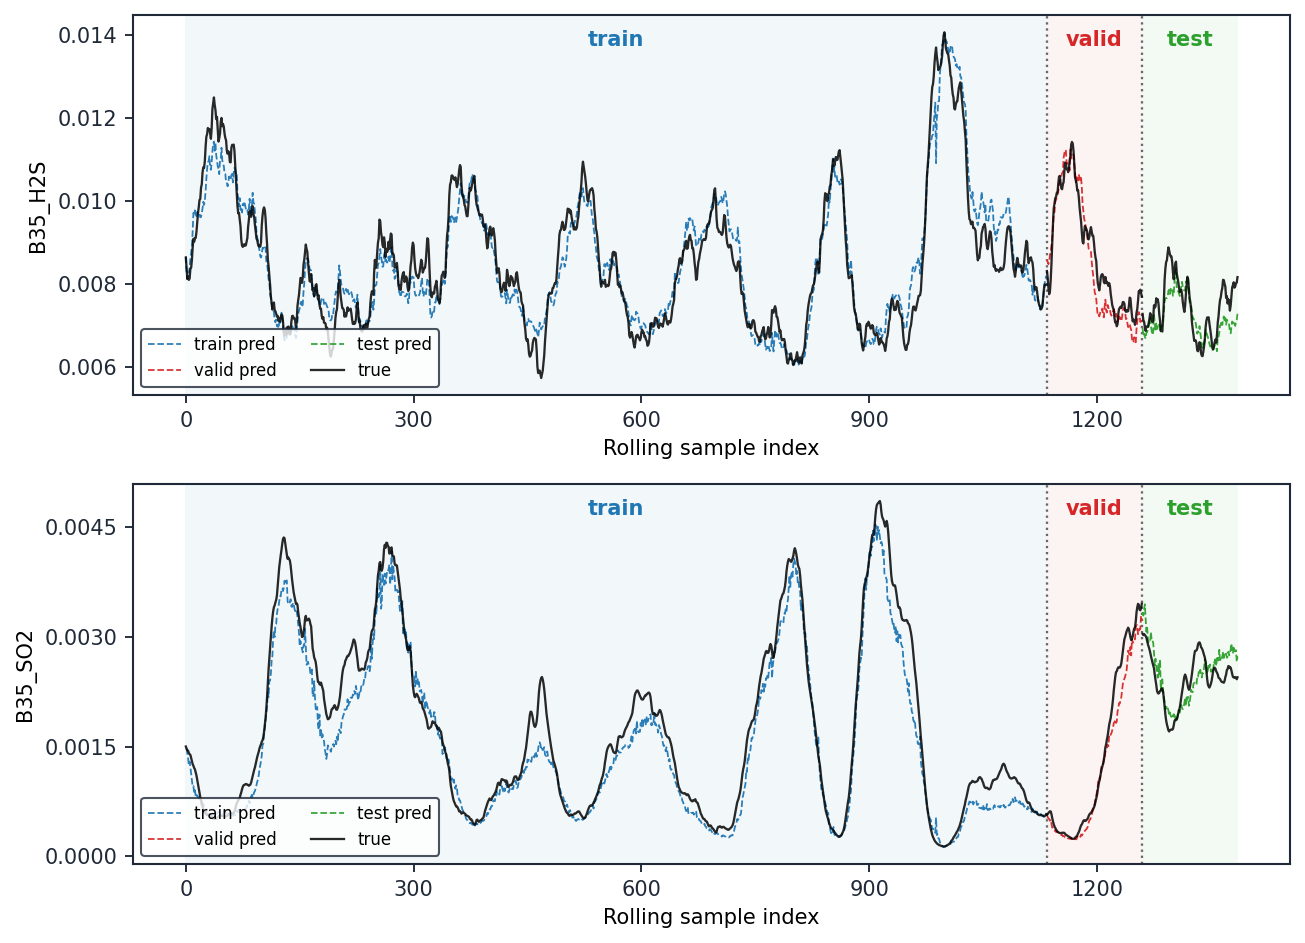 0.014
0.012
0.010
0.008
0.006
B35_H2S
train
valid
test
train pred
test pred
valid pred
true
0
300
600
900
1200
Rolling sample index
0.0045
0.0030
0.0015
0.0000
B35_SO2
train
valid
test
train pred
test pred
valid pred
true
0
300
600
900
1200
Rolling sample index